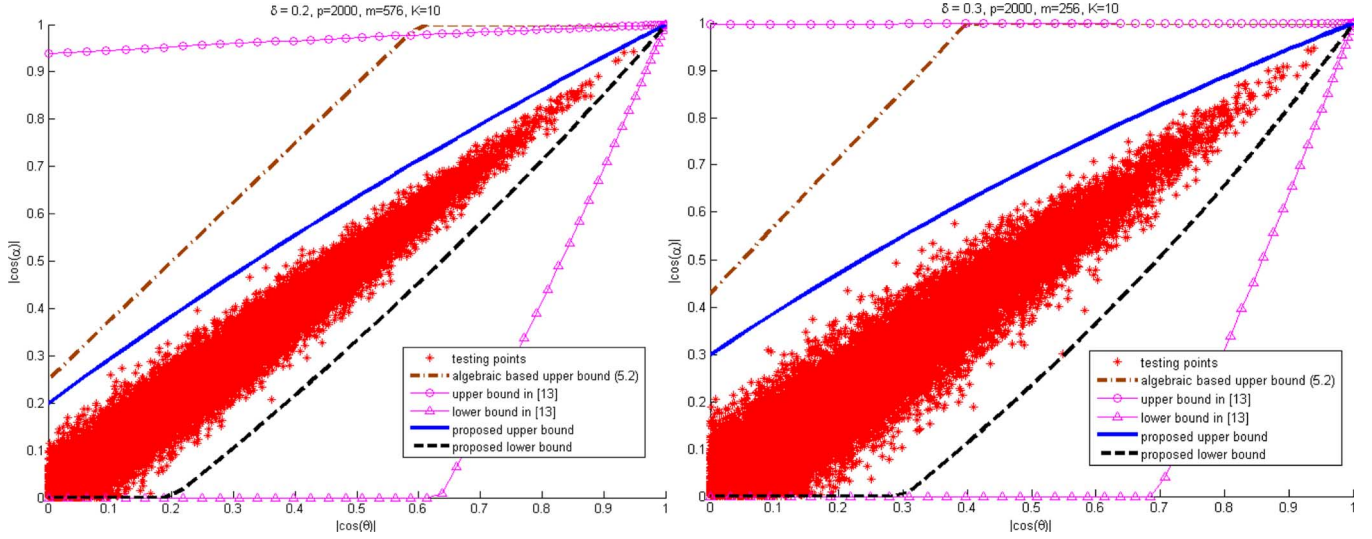 δ = 0.2, p=2000, m=576, K=10
1
0.9
0.8
0.7
0.6
0.5
0.4
0.3
0.2
0.1
0
|cos(α)|
0
0.1
0.2
0.3
0.4
0.5
0.6
0.7
0.8
0.9
1
|cos(θ)|
testing points
algebraic based upper bound (5.2)
upper bound in [13]
lower bound in [13]
proposed upper bound
proposed lower bound
δ = 0.3, p=2000, m=256, K=10
1
0.9
0.8
0.7
0.6
0.5
0.4
0.3
0.2
0.1
0
|cos(α)|
0
0.1
0.2
0.3
0.4
0.5
0.6
0.7
0.8
0.9
1
|cos(θ)|
testing points
algebraic based upper bound (5.2)
upper bound in [13]
lower bound in [13]
proposed upper bound
proposed lower bound